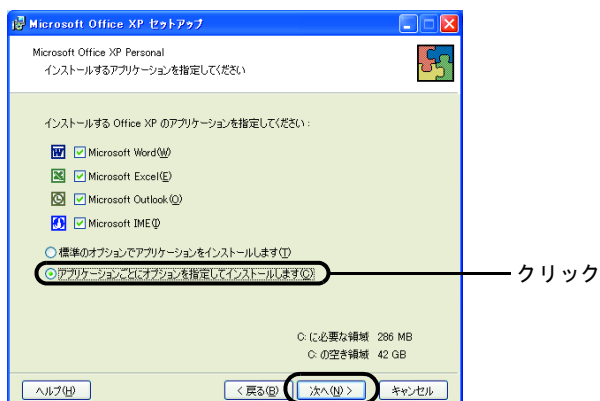 Microsoft Office XP セットアップ
Microsoft Office XP Personal
インストールするアプリケーションを指定してください
インストールする Office XP のアプリケーションを指定してください:
Microsoft Word(W)
Microsoft Excel(E)
Microsoft Outlook(O)
Microsoft IME(I)
標準のオプションでアプリケーションをインストールします(T)
アプリケーションごとにオプションを指定してインストールします(C)
クリック
C: に必要な領域 286 MB
C: の空き領域 42 GB
ヘルプ(H) < 戻る(B) 次へ(N) > キャンセル